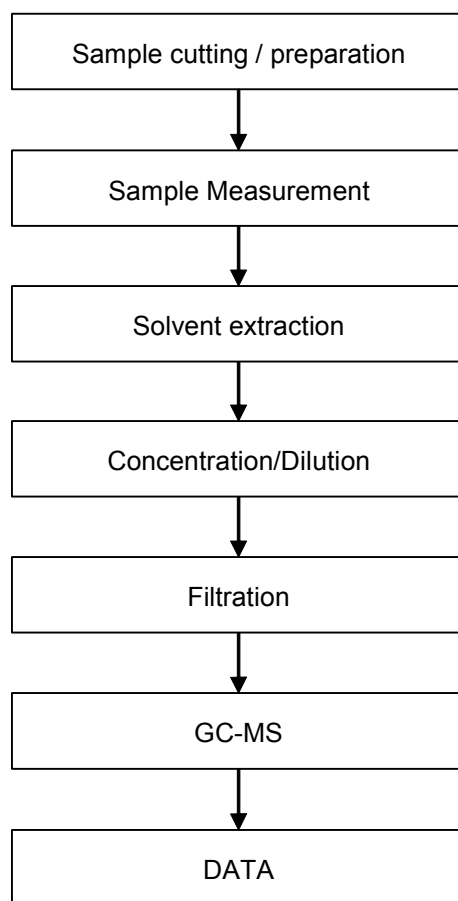 Sample cutting / preparation
Sample Measurement
Solvent extraction
Concentration/Dilution
Filtration
GC-MS
DATA